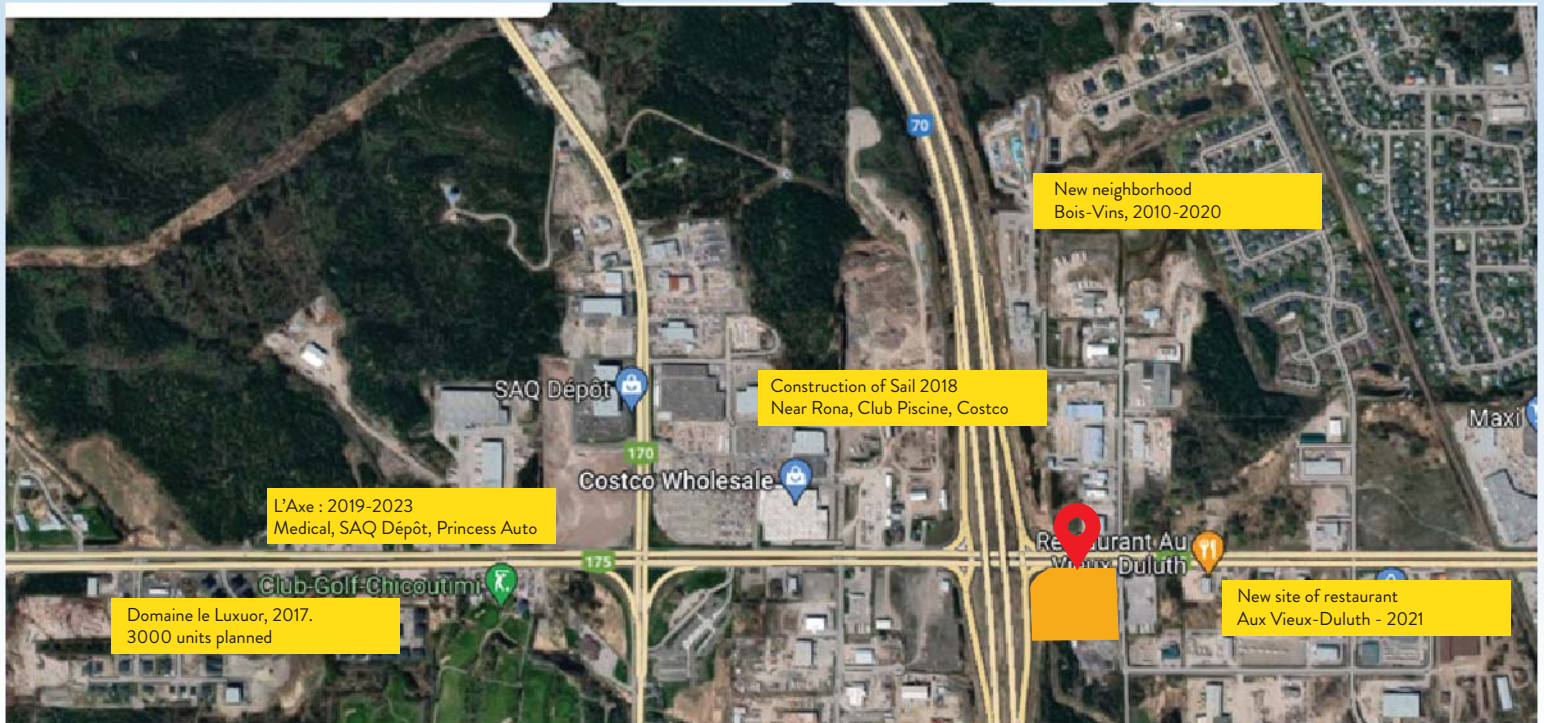 70
New neighborhood
Bois-Vins, 2010-2020
SAQ Dépôt
Construction of Sail 2018
Near Rona, Club Piscine, Costco
Maxi
170
Costco Wholesale
L'Axe : 2019-2023
Medical, SAQ Dépôt, Princess Auto
Restaurant Au
Vieux Duluth
175
Club-Golf-Chicoutimi
Domaine le Luxuor, 2017.
3000 units planned
New site of restaurant
Aux Vieux-Duluth - 2021